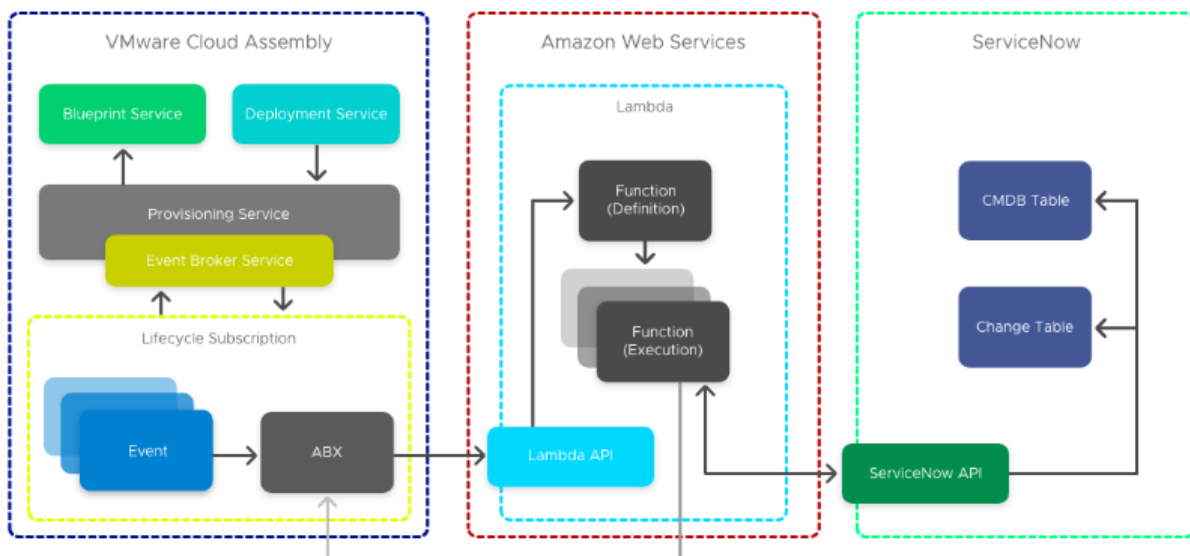 VMware Cloud Assembly
Blueprint Service
Deployment Service
Provisioning Service
Event Broker Service
Lifecycle Subscription
Event
ABX
Amazon Web Services
Lambda
Function
(Definition)
Function
(Execution)
Lambda API
ServiceNow
CMDB Table
Change Table
ServiceNow API